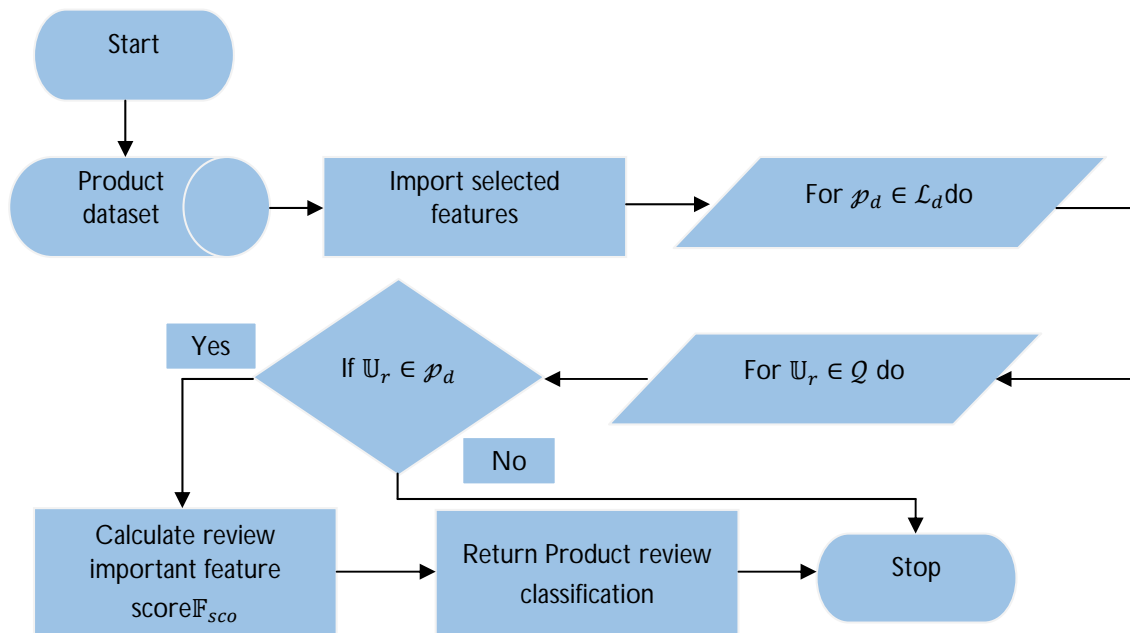 Start
Product
dataset
Import selected
features
For 𝓅_d ∈ ℒ_d do
Yes
If 𝕌_r ∈ 𝓅_d
For 𝕌_r ∈ 𝒬 do
No
Calculate review
important feature
score𝔽_sco
Return Product review
classification
Stop